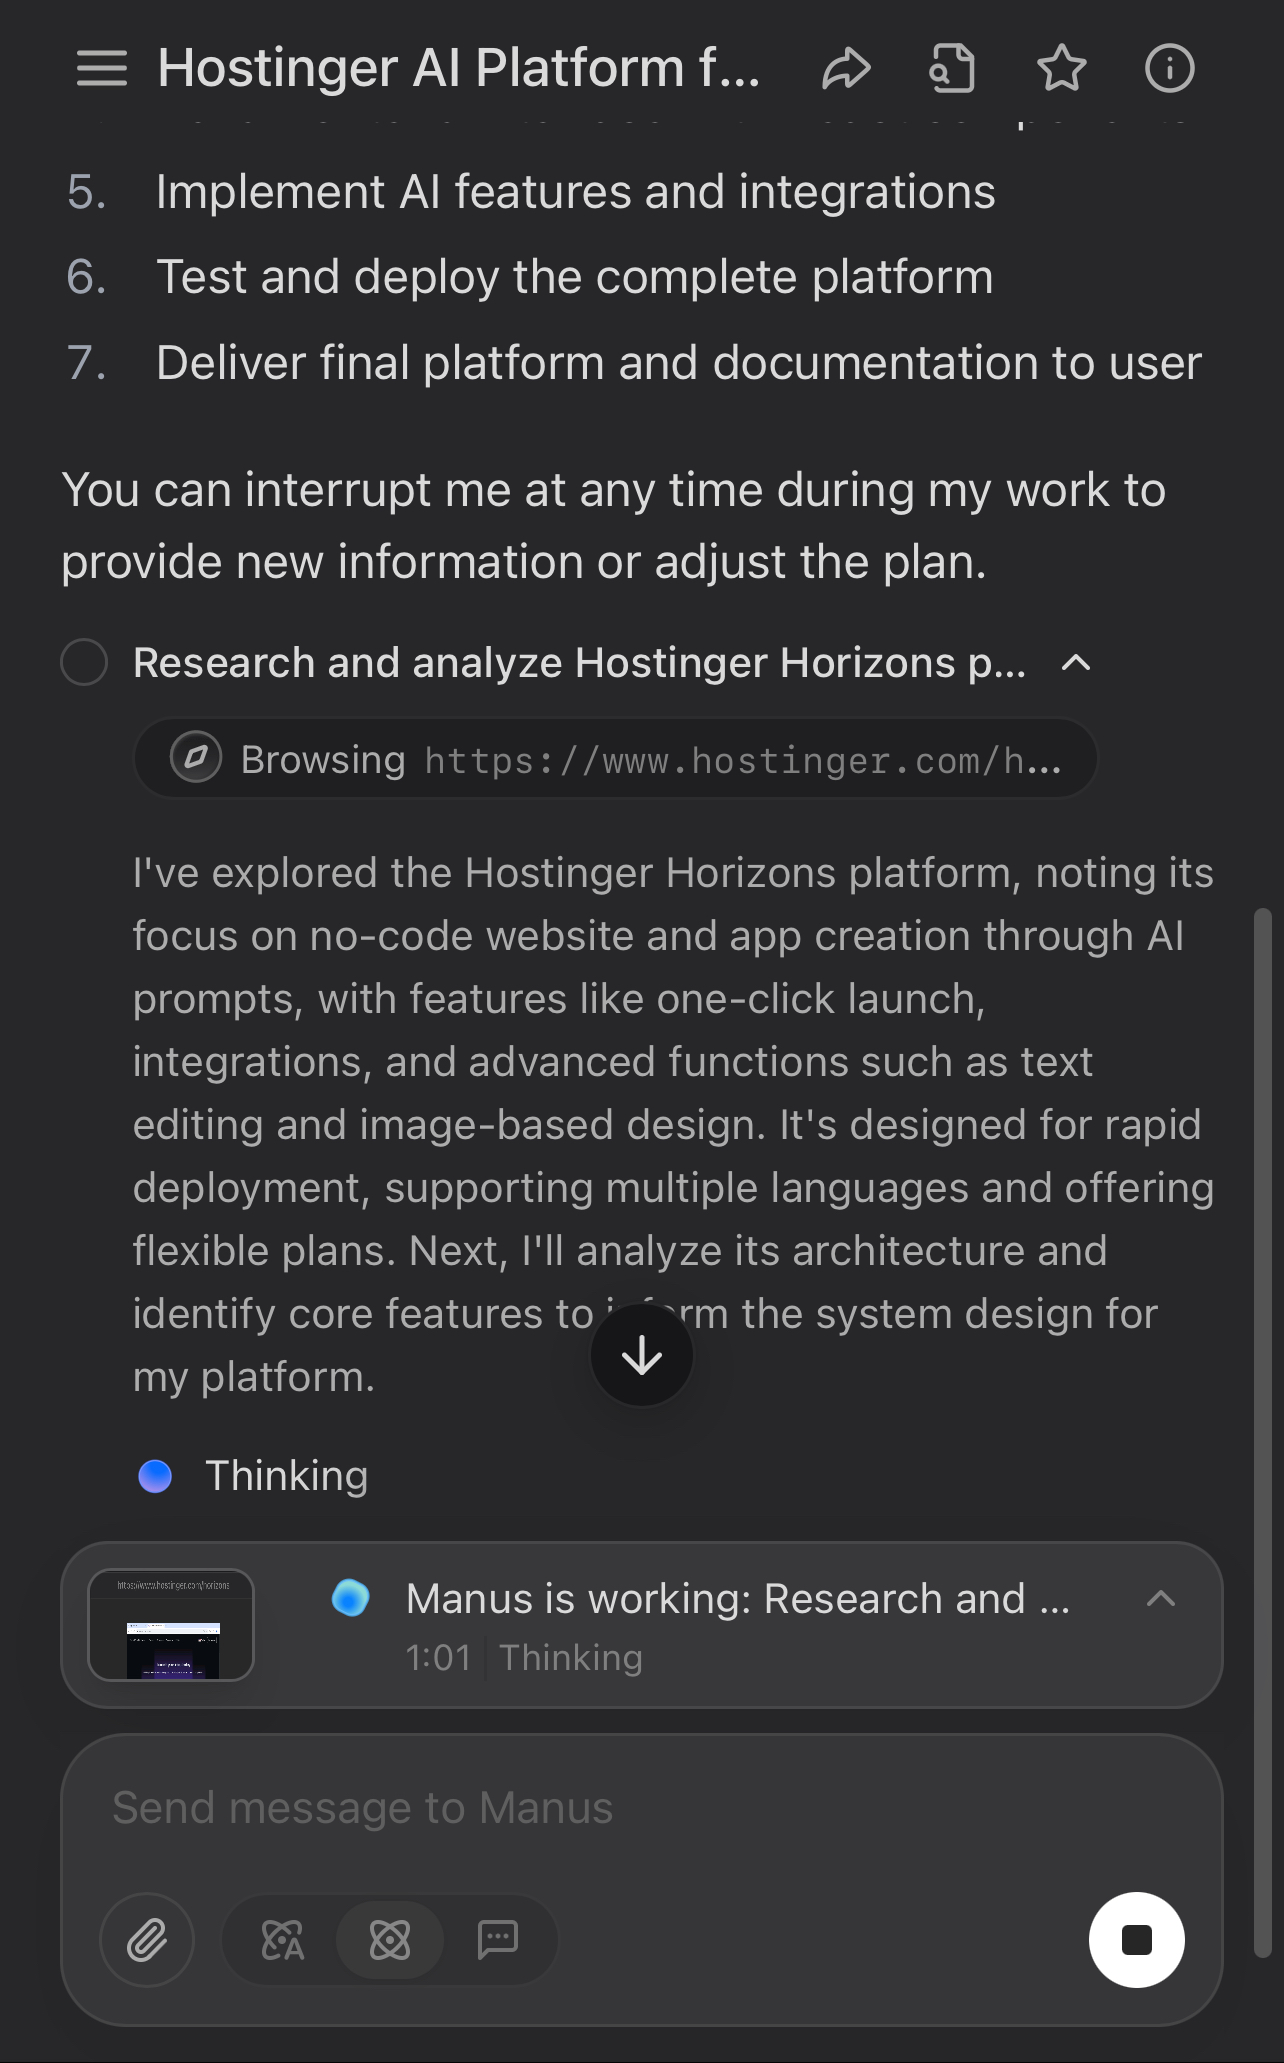 Hostinger AI Platform f...
5. Implement AI features and integrations
6. Test and deploy the complete platform
7. Deliver final platform and documentation to user
You can interrupt me at any time during my work to
provide new information or adjust the plan.
Research and analyze Hostinger Horizons p...
Browsing https://www.hostinger.com/h...
I've explored the Hostinger Horizons platform, noting its
focus on no-code website and app creation through AI
prompts, with features like one-click launch,
integrations, and advanced functions such as text
editing and image-based design. It's designed for rapid
deployment, supporting multiple languages and offering
flexible plans. Next, I'll analyze its architecture and
identify core features to inform the system design for
my platform.
Thinking
https://www.hostinger.com/horizons
Manus is working: Research and ...
1:01 Thinking
Send message to Manus